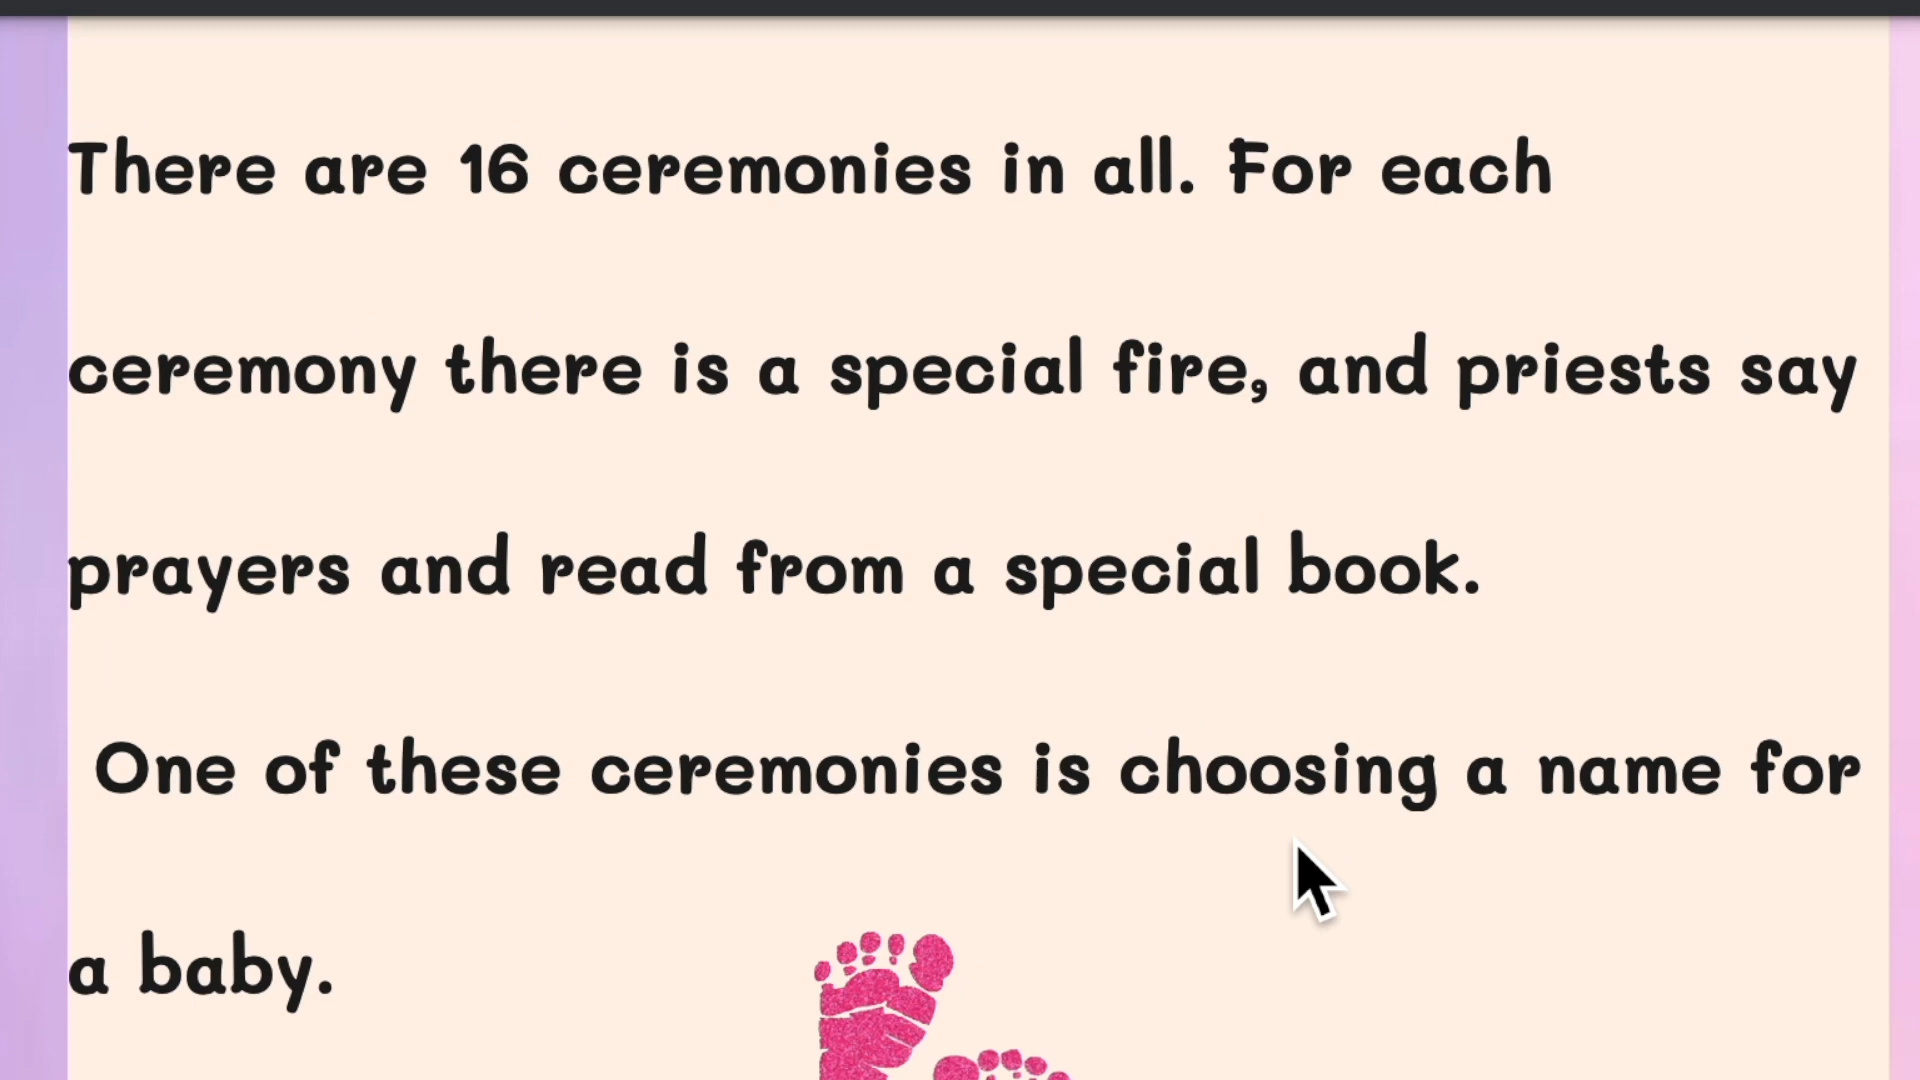 There are 16 ceremonies in all. For each
ceremony there is a special fire, and priests say
prayers and read from a special book.
One of these ceremonies is choosing a name for
a baby.